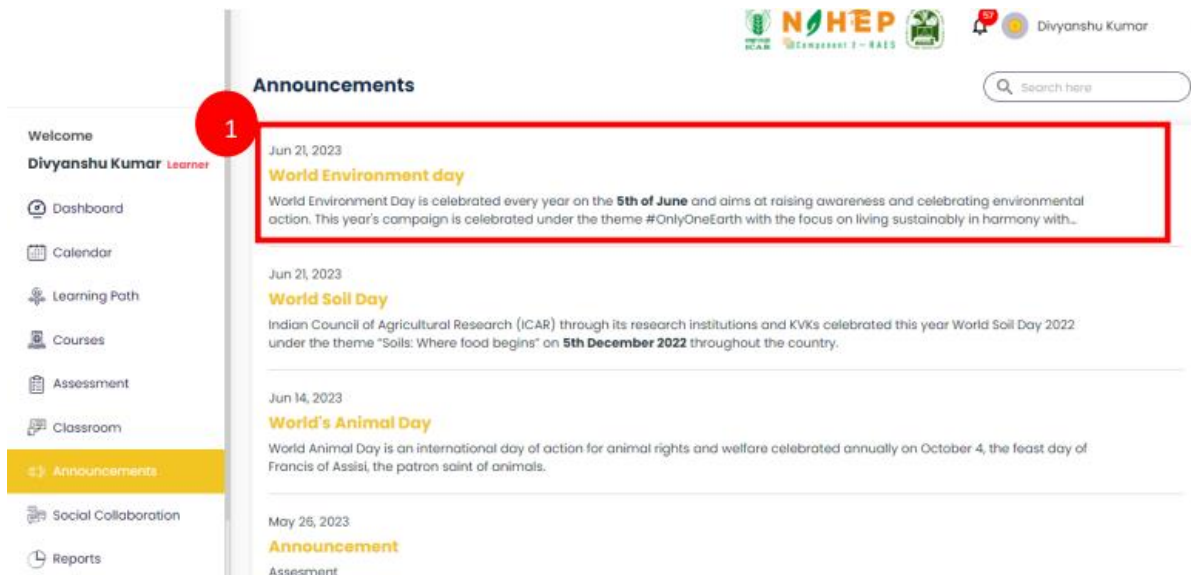 ICAR
NAHEP
Component 2 - RAES
57
Divyanshu Kumar
Announcements
Search here
1
Welcome
Divyanshu Kumar Learner
Dashboard
Calendar
Learning Path
Courses
Assessment
Classroom
Announcements
Social Collaboration
Reports
Jun 21, 2023
World Environment day
World Environment Day is celebrated every year on the 5th of June and aims at raising awareness and celebrating environmental
action. This year's campaign is celebrated under the theme #OnlyOneEarth with the focus on living sustainably in harmony with...
Jun 21, 2023
World Soil Day
Indian Council of Agricultural Research (ICAR) through its research institutions and KVKs celebrated this year World Soil Day 2022
under the theme "Soils: Where food begins" on 5th December 2022 throughout the country.
Jun 14, 2023
World's Animal Day
World Animal Day is an international day of action for animal rights and welfare celebrated annually on October 4, the feast day of
Francis of Assisi, the patron saint of animals.
May 26, 2023
Announcement
Assesment